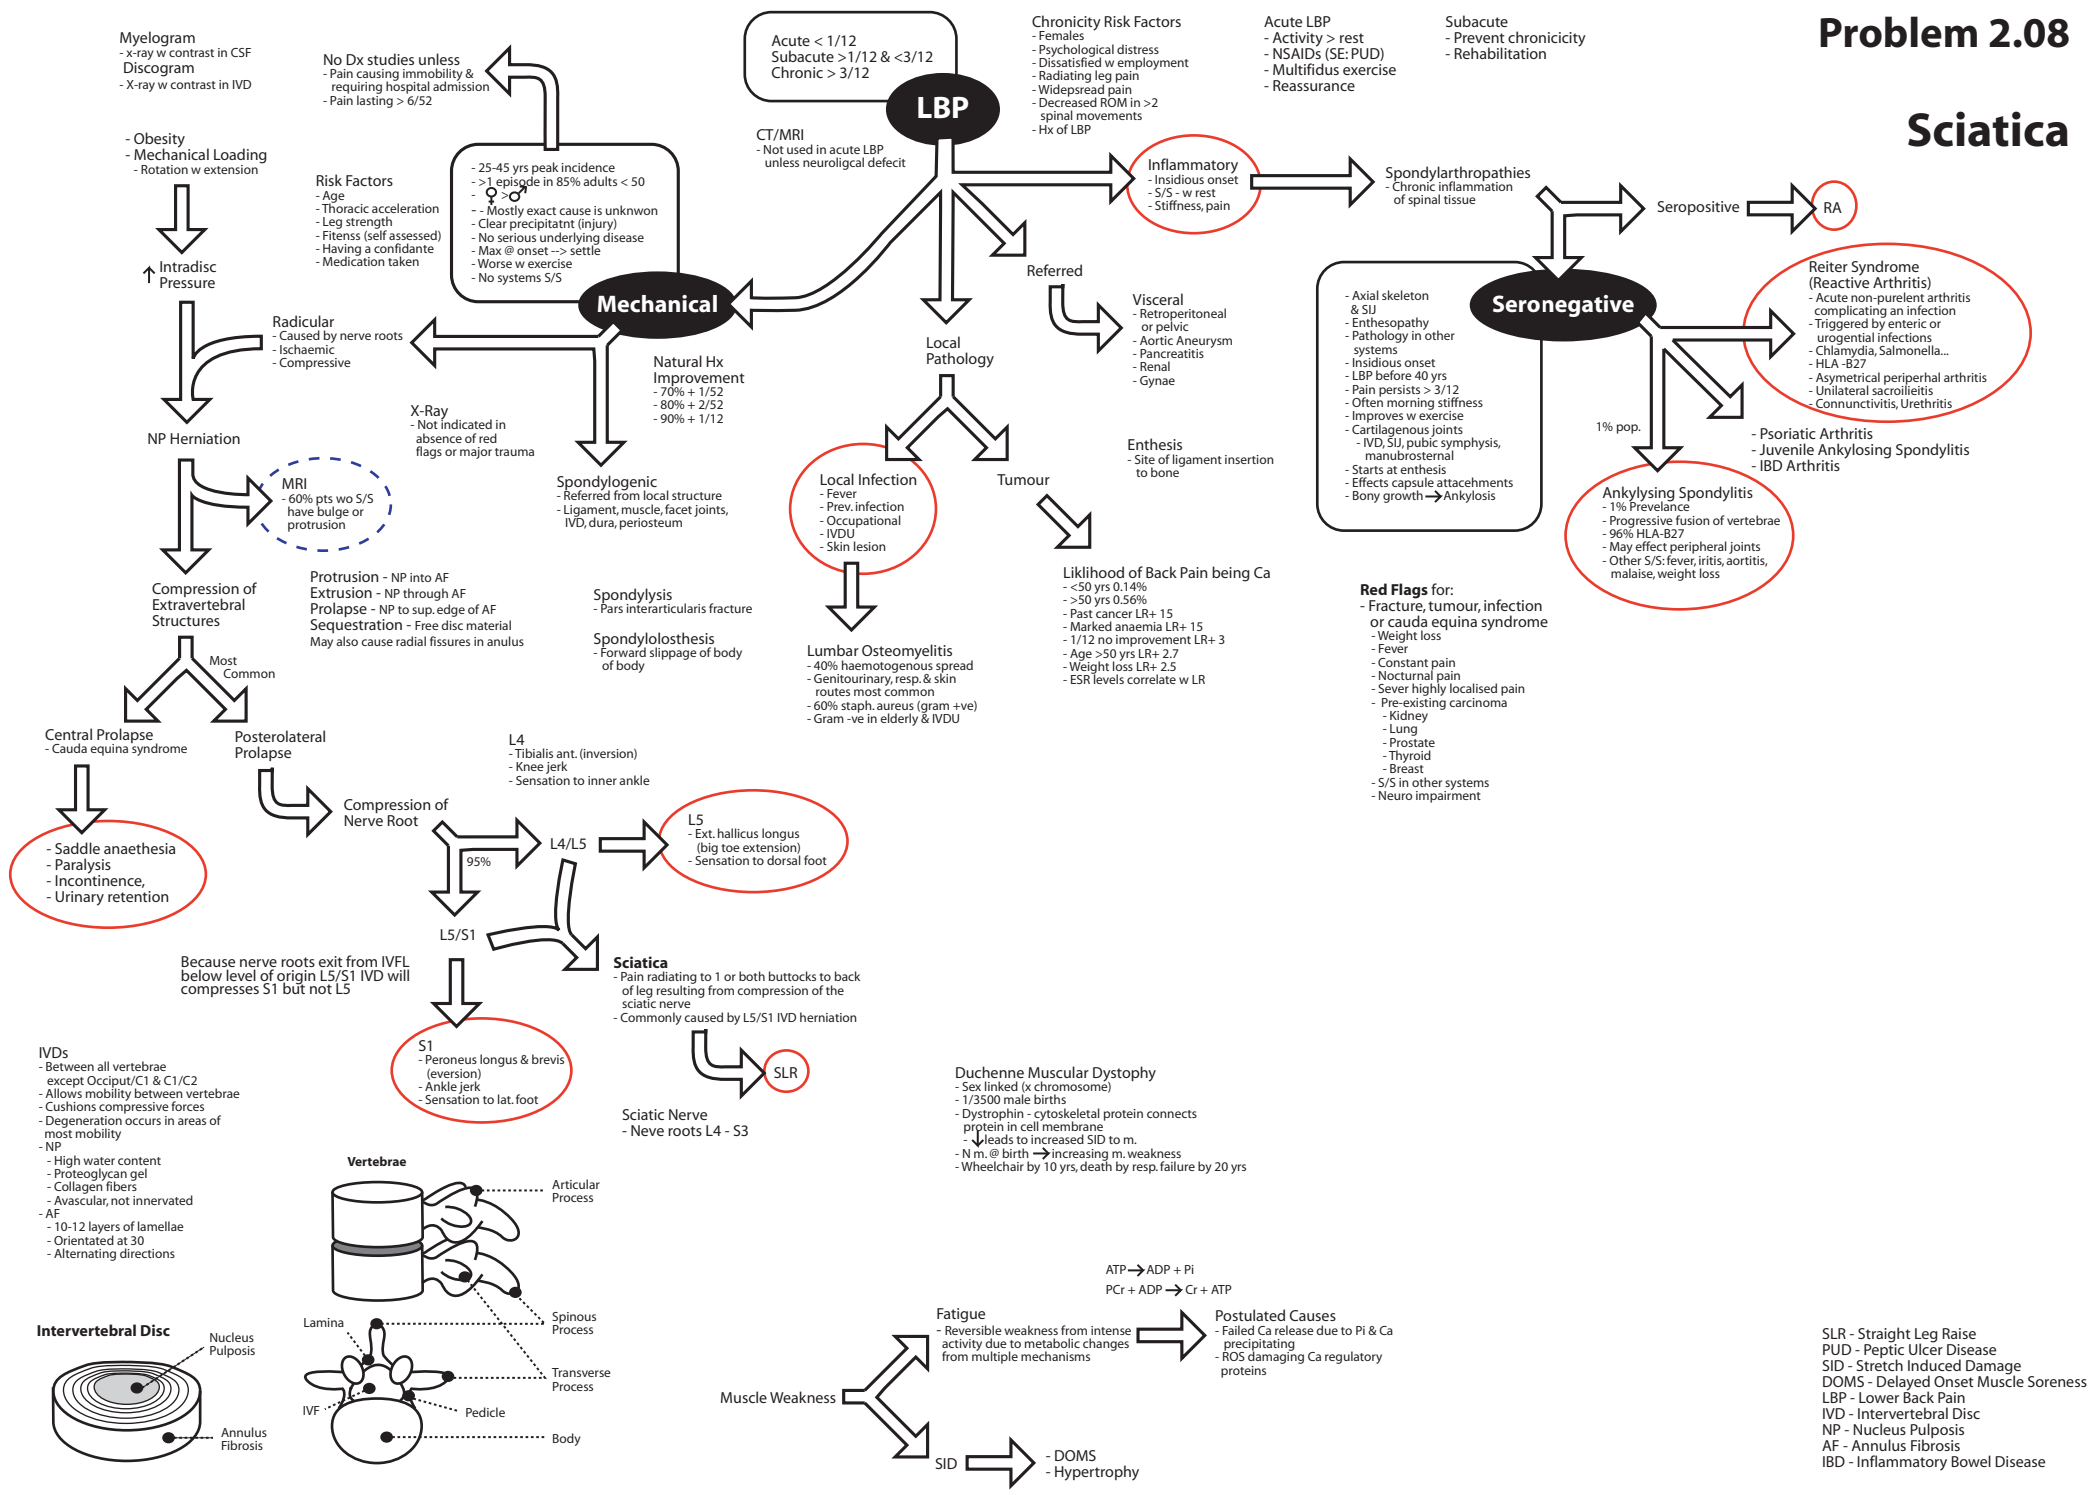 Problem 2.08
Sciatica
Myelogram
- x-ray w contrast in CSF
Discogram
- X-ray w contrast in IVD
No Dx studies unless
- Pain causing immobility &
requiring hospital admission
- Pain lasting > 6/52
Acute < 1/12
Subacute >1/12 & <3/12
Chronic > 3/12
LBP
Chronicity Risk Factors
- Females
- Psychological distress
- Dissatisfied w employment
- Radiating leg pain
- Widepsread pain
- Decreased ROM in >2
spinal movements
- Hx of LBP
Acute LBP
- Activity > rest
- NSAIDs (SE: PUD)
- Multifidus exercise
- Reassurance
Subacute
- Prevent chronicity
- Rehabilitation
CT/MRI
- Not used in acute LBP
unless neuroligcal defecit
- Obesity
- Mechanical Loading
- Rotation w extension
↑ Intradisc
Pressure
Risk Factors
- Age
- Thoracic acceleration
- Leg strength
- Fitenss (self assessed)
- Having a confidante
- Medication taken
- 25-45 yrs peak incidence
- >1 episode in 85% adults < 50
- ♀ > ♂
- - Mostly exact cause is unknwon
- Clear precipitatnt (injury)
- No serious underlying disease
- Max @ onset --> settle
- Worse w exercise
- No systems S/S
Mechanical
Inflammatory
- Insidious onset
- S/S - w rest
- Stiffness, pain
Spondylarthropathies
- Chronic inflammation
of spinal tissue
Seropositive
RA
Seronegative
- Axial skeleton
& SIJ
- Enthesopathy
- Pathology in other
systems
- Insidious onset
- LBP before 40 yrs
- Pain persists > 3/12
- Often morning stiffness
- Improves w exercise
- Cartilagenous joints
- IVD, SIJ, pubic symphysis,
manubrosternal
- Starts at enthesis
- Effects capsule attacehments
- Bony growth → Ankylosis
Reiter Syndrome
(Reactive Arthritis)
- Acute non-purelent arthritis
complicating an infection
- Triggered by enteric or
urogential infections
- Chlamydia, Salmonella...
- HLA -B27
- Asymetrical periperhal arthritis
- Unilateral sacroilieitis
- Connunctivitis, Urethritis
- Psoriatic Arthritis
- Juvenile Ankylosing Spondylitis
- IBD Arthritis
1% pop.
Ankylysing Spondylitis
- 1% Prevelance
- Progressive fusion of vertebrae
- 96% HLA-B27
- May effect peripheral joints
- Other S/S: fever, iritis, aortitis,
malaise, weight loss
Referred
Visceral
- Retroperitoneal
or pelvic
- Aortic Aneurysm
- Pancreatitis
- Renal
- Gynae
Local
Pathology
Enthesis
- Site of ligament insertion
to bone
Local Infection
- Fever
- Prev. infection
- Occupational
- IVDU
- Skin lesion
Tumour
Liklihood of Back Pain being Ca
- <50 yrs 0.14%
- >50 yrs 0.56%
- Past cancer LR+ 15
- Marked anaemia LR+ 15
- 1/12 no improvement LR+ 3
- Age >50 yrs LR+ 2.7
- Weight loss LR+ 2.5
- ESR levels correlate w LR
Lumbar Osteomyelitis
- 40% haemotogenous spread
- Genitourinary, resp. & skin
routes most common
- 60% staph. aureus (gram +ve)
- Gram -ve in elderly & IVDU
Red Flags for:
- Fracture, tumour, infection
or cauda equina syndrome
- Weight loss
- Fever
- Constant pain
- Nocturnal pain
- Sever highly localised pain
- Pre-existing carcinoma
- Kidney
- Lung
- Prostate
- Thyroid
- Breast
- S/S in other systems
- Neuro impairment
Radicular
- Caused by nerve roots
- Ischaemic
- Compressive
Natural Hx
Improvement
- 70% + 1/52
- 80% + 2/52
- 90% + 1/12
X-Ray
- Not indicated in
absence of red
flags or major trauma
Spondylogenic
- Referred from local structure
- Ligament, muscle, facet joints,
IVD, dura, periosteum
NP Herniation
MRI
- 60% pts wo S/S
have bulge or
protrusion
Compression of
Extravertebral
Structures
Protrusion - NP into AF
Extrusion - NP through AF
Prolapse - NP to sup. edge of AF
Sequestration - Free disc material
May also cause radial fissures in anulus
Spondylysis
- Pars interarticularis fracture
Spondylolosthesis
- Forward slippage of body
of body
Most
Common
Central Prolapse
- Cauda equina syndrome
Posterolateral
Prolapse
- Saddle anaethesia
- Paralysis
- Incontinence,
- Urinary retention
Compression of
Nerve Root
L4
- Tibialis ant. (inversion)
- Knee jerk
- Sensation to inner ankle
95%
L4/L5
L5
- Ext. hallicus longus
(big toe extension)
- Sensation to dorsal foot
L5/S1
Because nerve roots exit from IVFL
below level of origin L5/S1 IVD will
compresses S1 but not L5
Sciatica
- Pain radiating to 1 or both buttocks to back
of leg resulting from compression of the
sciatic nerve
- Commonly caused by L5/S1 IVD herniation
S1
- Peroneus longus & brevis
(eversion)
- Ankle jerk
- Sensation to lat. foot
SLR
Sciatic Nerve
- Neve roots L4 - S3
IVDs
- Between all vertebrae
except Occiput/C1 & C1/C2
- Allows mobility between vertebrae
- Cushions compressive forces
- Degeneration occurs in areas of
most mobility
- NP
- High water content
- Proteoglycan gel
- Collagen fibers
- Avascular, not innervated
- AF
- 10-12 layers of lamellae
- Orientated at 30
- Alternating directions
Duchenne Muscular Dystophy
- Sex linked (x chromosome)
- 1/3500 male births
- Dystrophin - cytoskeletal protein connects
protein in cell membrane
- ↓ leads to increased SID to m.
- N m. @ birth → increasing m. weakness
- Wheelchair by 10 yrs, death by resp. failure by 20 yrs
Vertebrae
Articular
Process
Spinous
Process
Transverse
Process
Lamina
IVF
Pedicle
Body
Intervertebral Disc
Nucleus
Pulposis
Annulus
Fibrosis
Muscle Weakness
Fatigue
- Reversible weakness from intense
activity due to metabolic changes
from multiple mechanisms
ATP → ADP + Pi
PCr + ADP → Cr + ATP
Postulated Causes
- Failed Ca release due to Pi & Ca
precipitating
- ROS damaging Ca regulatory
proteins
SID
- DOMS
- Hypertrophy
SLR - Straight Leg Raise
PUD - Peptic Ulcer Disease
SID - Stretch Induced Damage
DOMS - Delayed Onset Muscle Soreness
LBP - Lower Back Pain
IVD - Intervertebral Disc
NP - Nucleus Pulposis
AF - Annulus Fibrosis
IBD - Inflammatory Bowel Disease